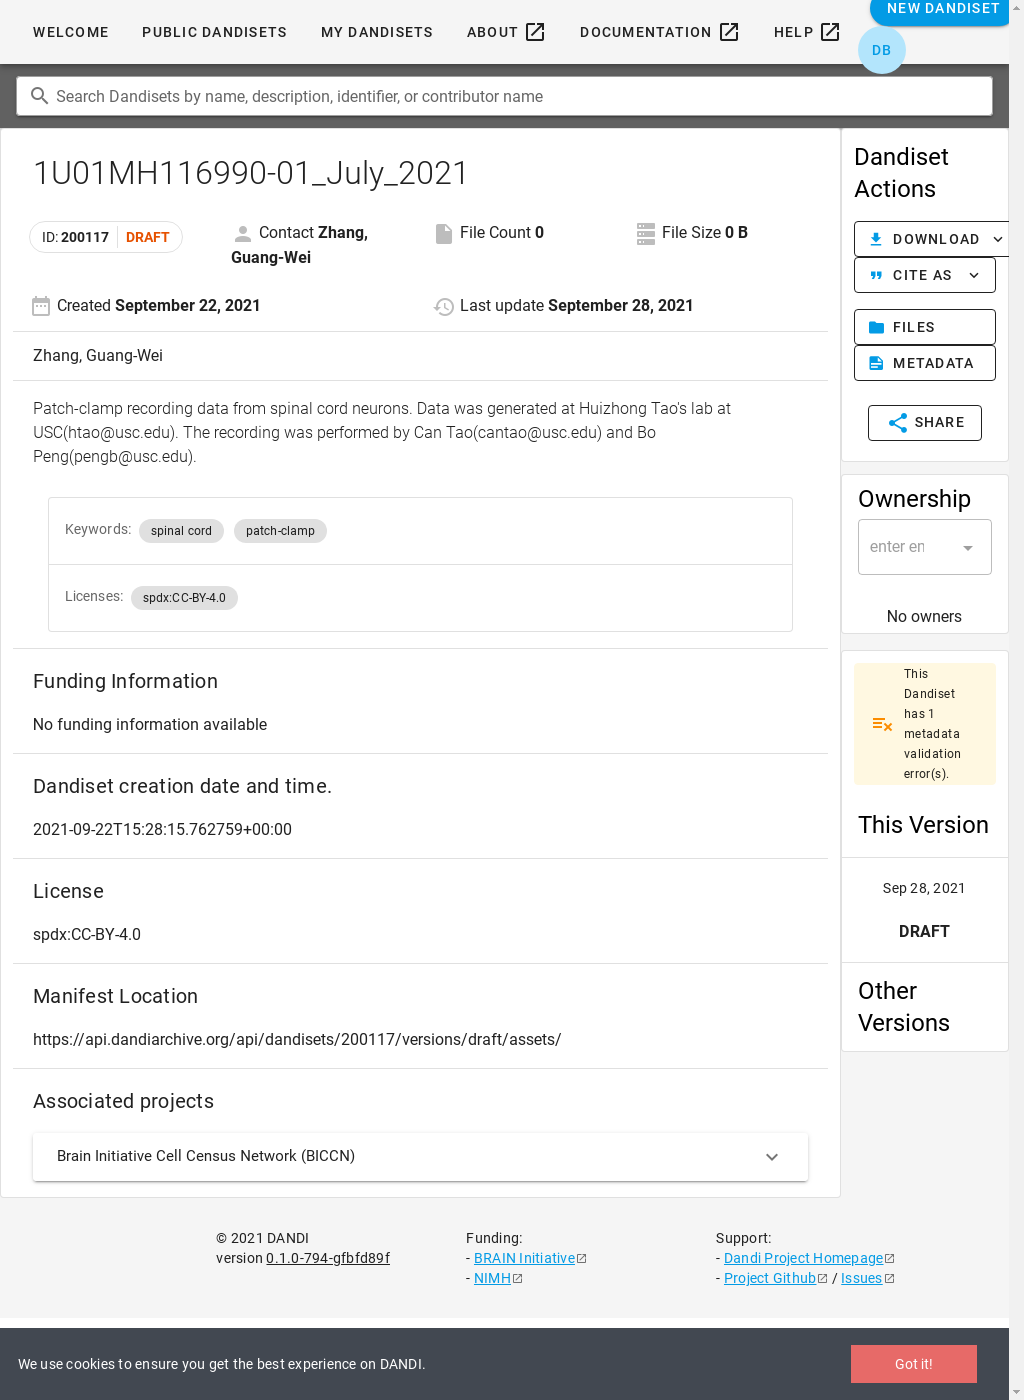 WELCOME PUBLIC DANDISETS MY DANDISETS ABOUT DOCUMENTATION HELP NEW DANDISET
DB
Search Dandisets by name, description, identifier, or contributor name
1U01MH116990-01_July_2021
ID: 200117 DRAFT
Contact Zhang, Guang-Wei
File Count 0
File Size 0 B
Created September 22, 2021
Last update September 28, 2021
Zhang, Guang-Wei
Patch-clamp recording data from spinal cord neurons. Data was generated at Huizhong Tao's lab at
USC(htao@usc.edu). The recording was performed by Can Tao(cantao@usc.edu) and Bo
Peng(pengb@usc.edu).
Keywords: spinal cord patch-clamp
Licenses: spdx:CC-BY-4.0
Funding Information
No funding information available
Dandiset creation date and time.
2021-09-22T15:28:15.762759+00:00
License
spdx:CC-BY-4.0
Manifest Location
https://api.dandiarchive.org/api/dandisets/200117/versions/draft/assets/
Associated projects
Brain Initiative Cell Census Network (BICCN)
Dandiset
Actions
DOWNLOAD
CITE AS
FILES
METADATA
SHARE
Ownership
enter en
No owners
This
Dandiset
has 1
metadata
validation
error(s).
This Version
Sep 28, 2021
DRAFT
Other
Versions
© 2021 DANDI
version 0.1.0-794-gfbfd89f
Funding:
- BRAIN Initiative
- NIMH
Support:
- Dandi Project Homepage
- Project Github / Issues
We use cookies to ensure you get the best experience on DANDI.
Got it!